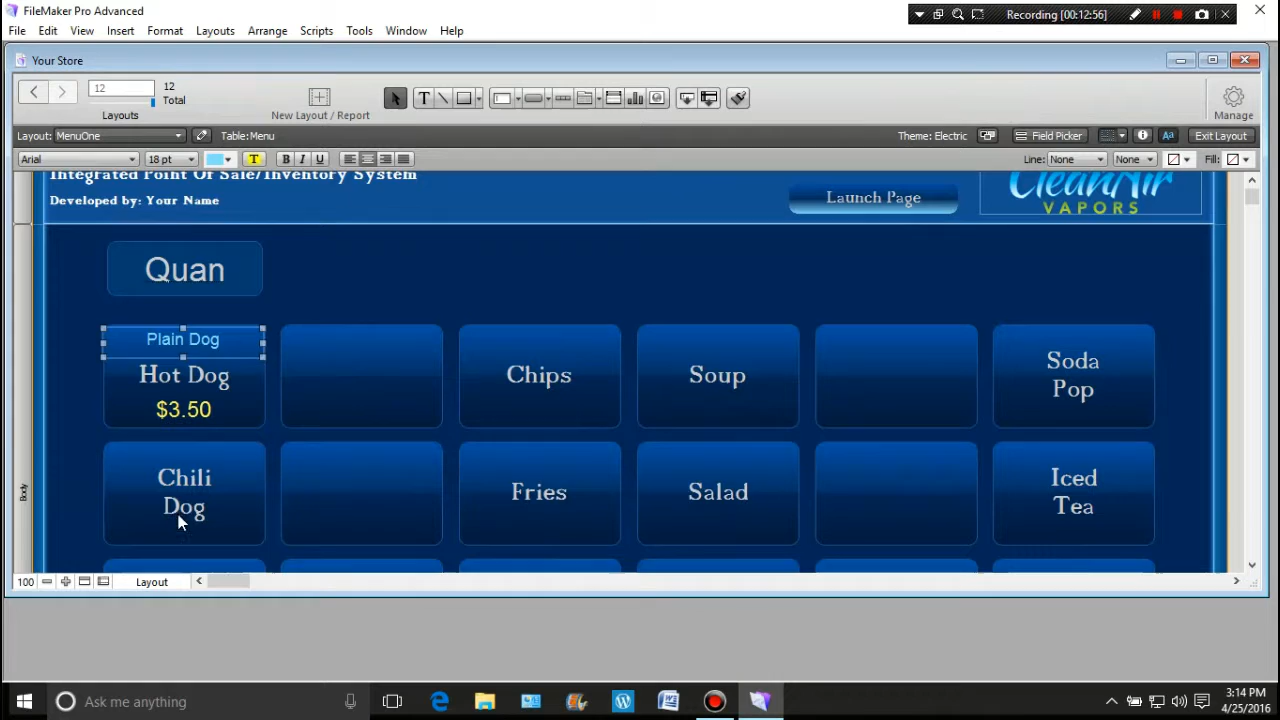 FileMaker Pro Advanced
Recording [00:12:56]
File Edit View Insert Format Layouts Arrange Scripts Tools Window Help
Your Store
12
12
Total
Layouts
New Layout / Report
Manage
Layout: MenuOne
Table: Menu
Theme: Electric
Field Picker
Aa
Exit Layout
Arial
18 pt
T
B I U
Line: None
None
Fill:
Integrated Point Of Sale/Inventory System
Developed by: Your Name
Launch Page
CleanAir
VAPORS
Quan
Plain Dog
Hot Dog
$3.50
Chips
Soup
Soda
Pop
Chili
Dog
Fries
Salad
Iced
Tea
Body
100
Layout
Ask me anything
3:14 PM
4/25/2016